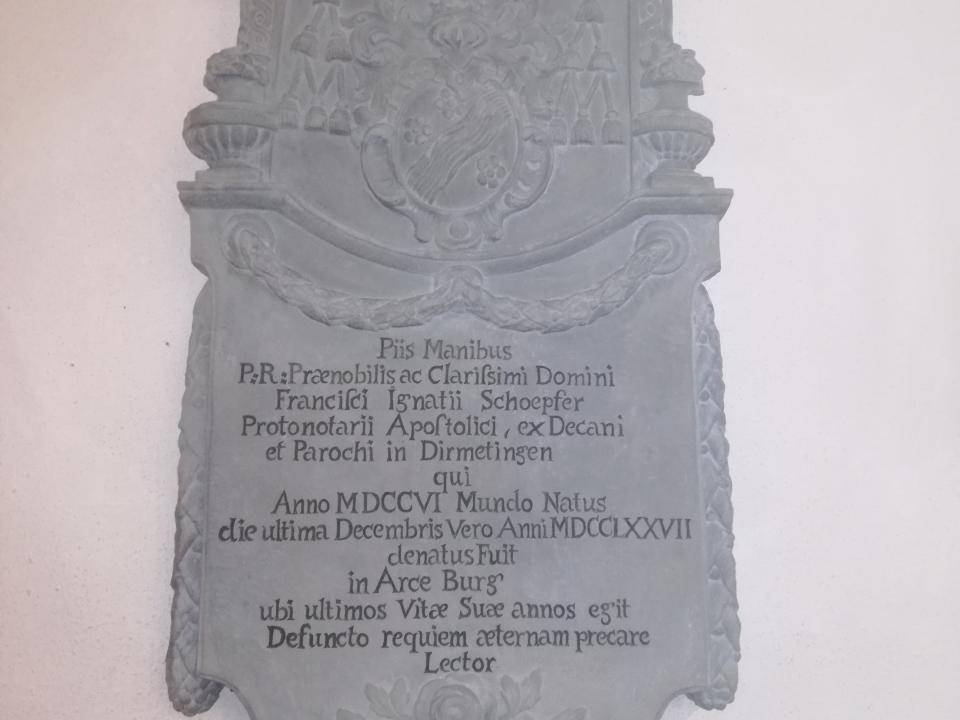 Piis Manibus
P:R: Prænobilis ac Clariſsimi Domini
Franciſci Ignatii Schoepfer
Protonotarii Apoſtolici, ex Decani
et Parochi in Dirmetingen
qui
Anno MDCCVI Mundo Natus
die ultima Decembris Vero Anni MDCCLXXVII
denatus Fuit
in Arce Burg
ubi ultimos Vitæ Suæ annos egit
Defuncto requiem æternam precare
Lector